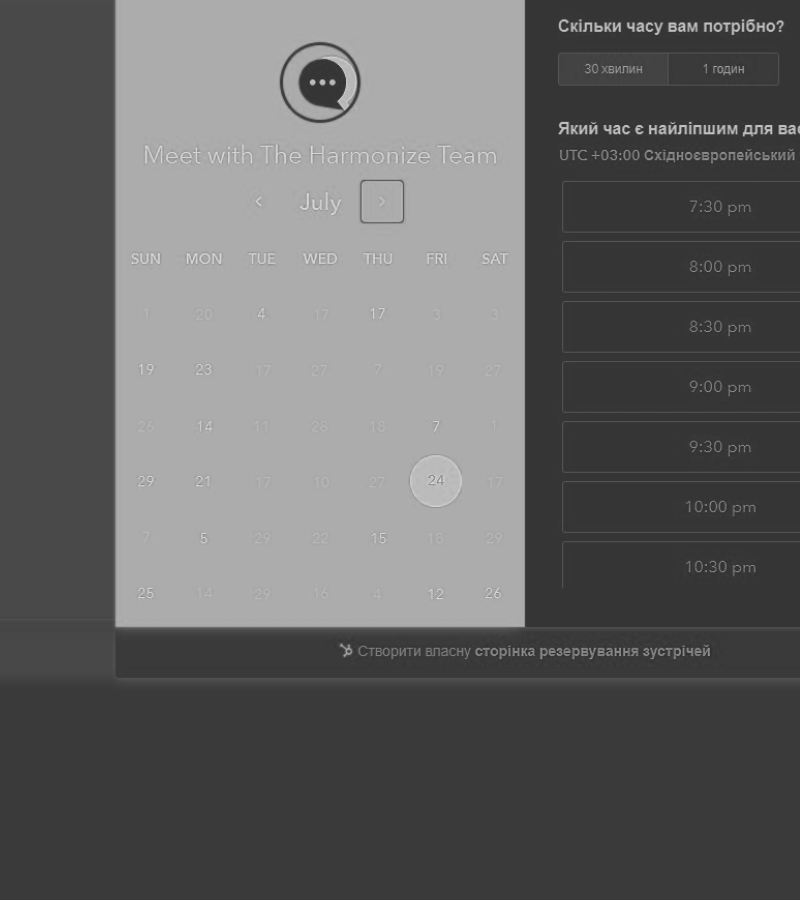 Meet with The Harmonize Team
July
SUN MON TUE WED THU FRI SAT
1 20 4 17 17 3 3
19 23 17 27 7 19 27
26 14 11 28 18 7 1
29 21 17 10 27 24 17
7 5 29 22 15 18 29
25 14 29 16 4 12 26
Скільки часу вам потрібно?
30 хвилин 1 годин
Який час є найліпшим для вас
UTC +03:00 Східноєвропейський
7:30 pm
8:00 pm
8:30 pm
9:00 pm
9:30 pm
10:00 pm
10:30 pm
Створити власну сторінка резервування зустрічей